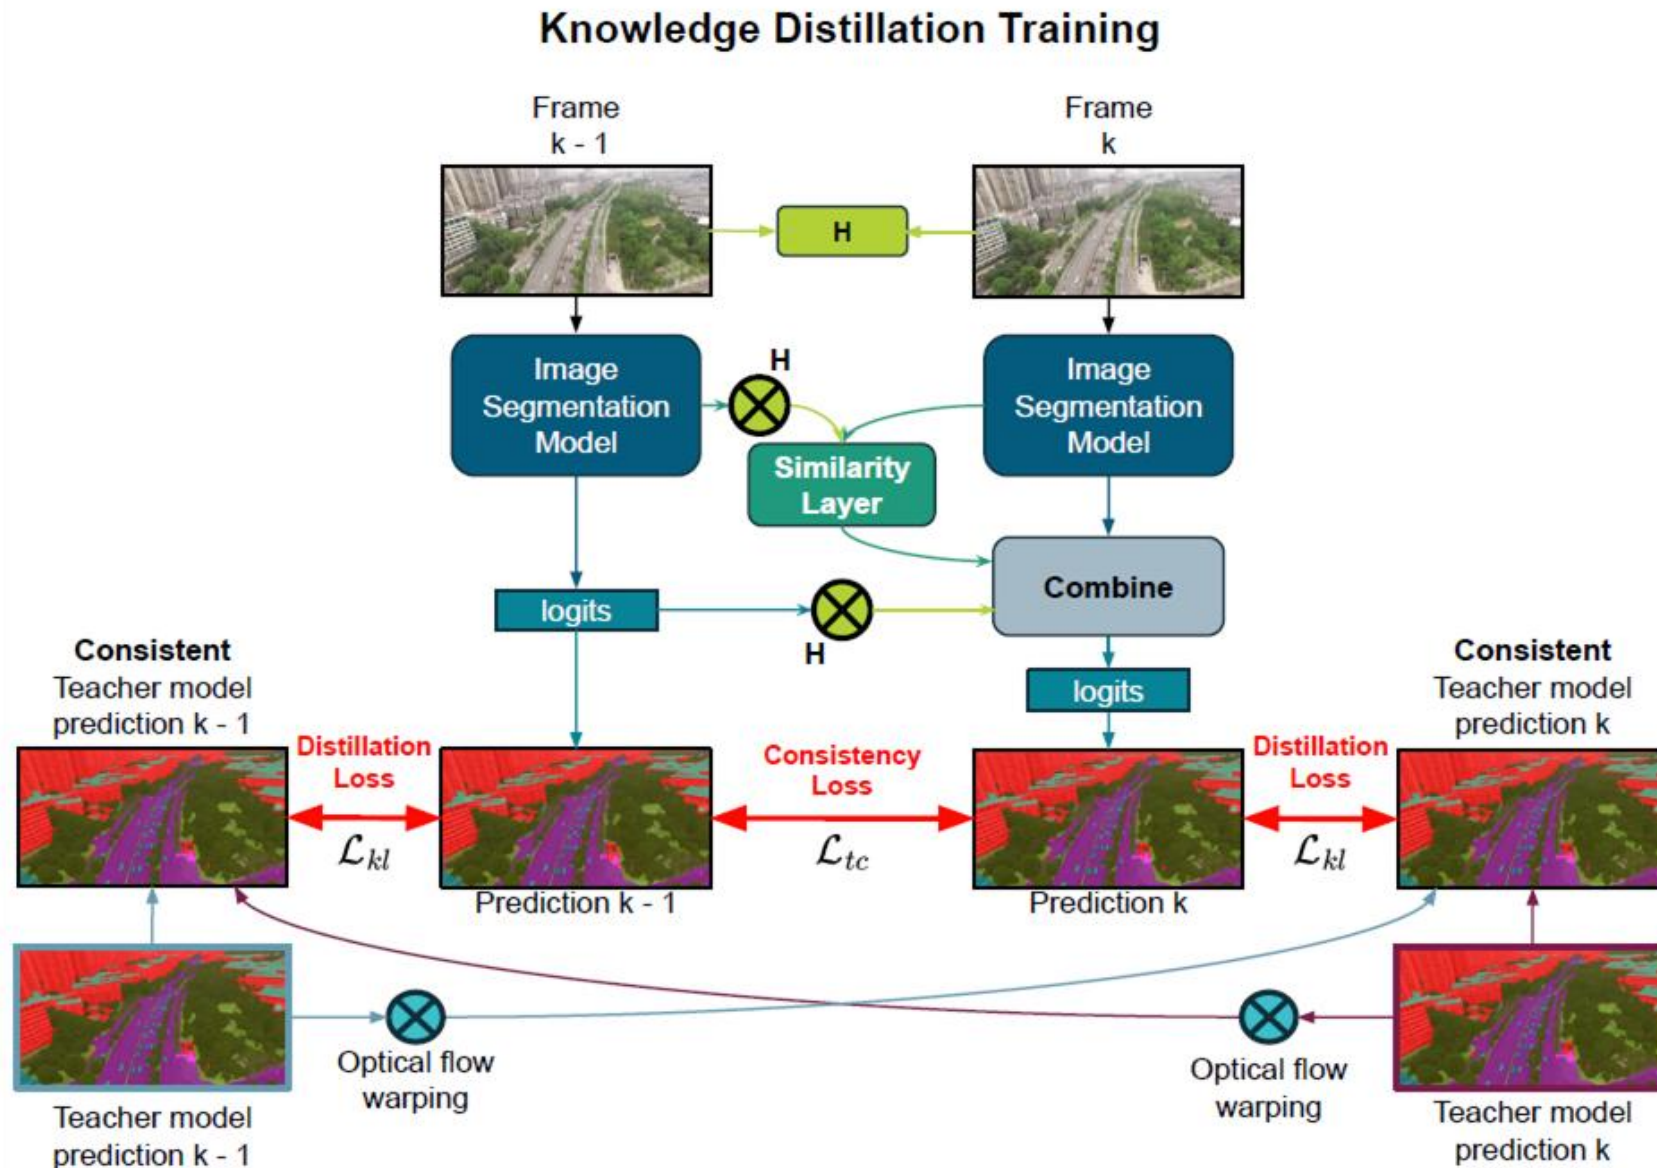 Knowledge Distillation Training
Frame
k - 1
Frame
k
H
Image
Segmentation
Model
H
Image
Segmentation
Model
Similarity
Layer
Combine
logits
H
logits
Consistent
Teacher model
prediction k - 1
Consistent
Teacher model
prediction k
Distillation
Loss
Consistency
Loss
Distillation
Loss
ℒkl
ℒtc
ℒkl
Prediction k - 1
Prediction k
Optical flow
warping
Optical flow
warping
Teacher model
prediction k - 1
Teacher model
prediction k